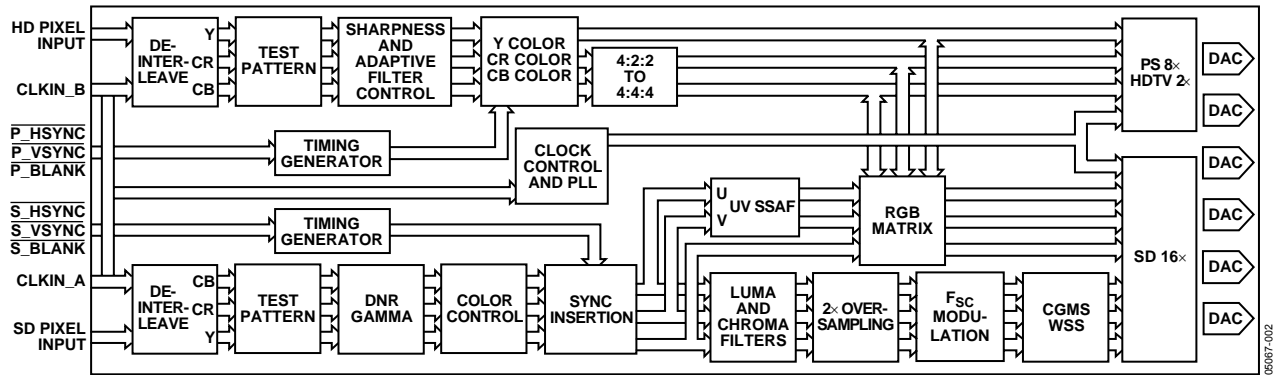 HD PIXEL
INPUT
CLKIN_B
P_HSYNC
P_VSYNC
P_BLANK
S_HSYNC
S_VSYNC
S_BLANK
CLKIN_A
SD PIXEL
INPUT
DE-
INTER-
LEAVE
Y
CR
CB
TEST
PATTERN
SHARPNESS
AND
ADAPTIVE
FILTER
CONTROL
Y COLOR
CR COLOR
CB COLOR
4:2:2
TO
4:4:4
PS 8×
HDTV 2×
TIMING
GENERATOR
CLOCK
CONTROL
AND PLL
TIMING
GENERATOR
U
V
UV SSAF
RGB
MATRIX
DE-
INTER-
LEAVE
CB
CR
Y
TEST
PATTERN
DNR
GAMMA
COLOR
CONTROL
SYNC
INSERTION
LUMA
AND
CHROMA
FILTERS
2× OVER-
SAMPLING
FSC
MODU-
LATION
CGMS
WSS
SD 16×
DAC
DAC
DAC
DAC
DAC
DAC
05067-002